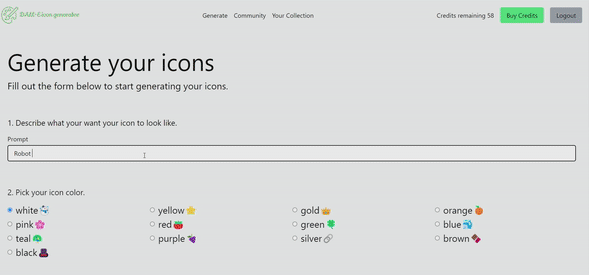 DALL-E icon generator
Generate Community Your Collection
Credits remaining 58 Buy Credits Logout
Generate your icons
Fill out the form below to start generating your icons.
1. Describe what your want your icon to look like.
Prompt
Robot
2. Pick your icon color.
white yellow gold orange
pink red green blue
teal purple silver brown
black